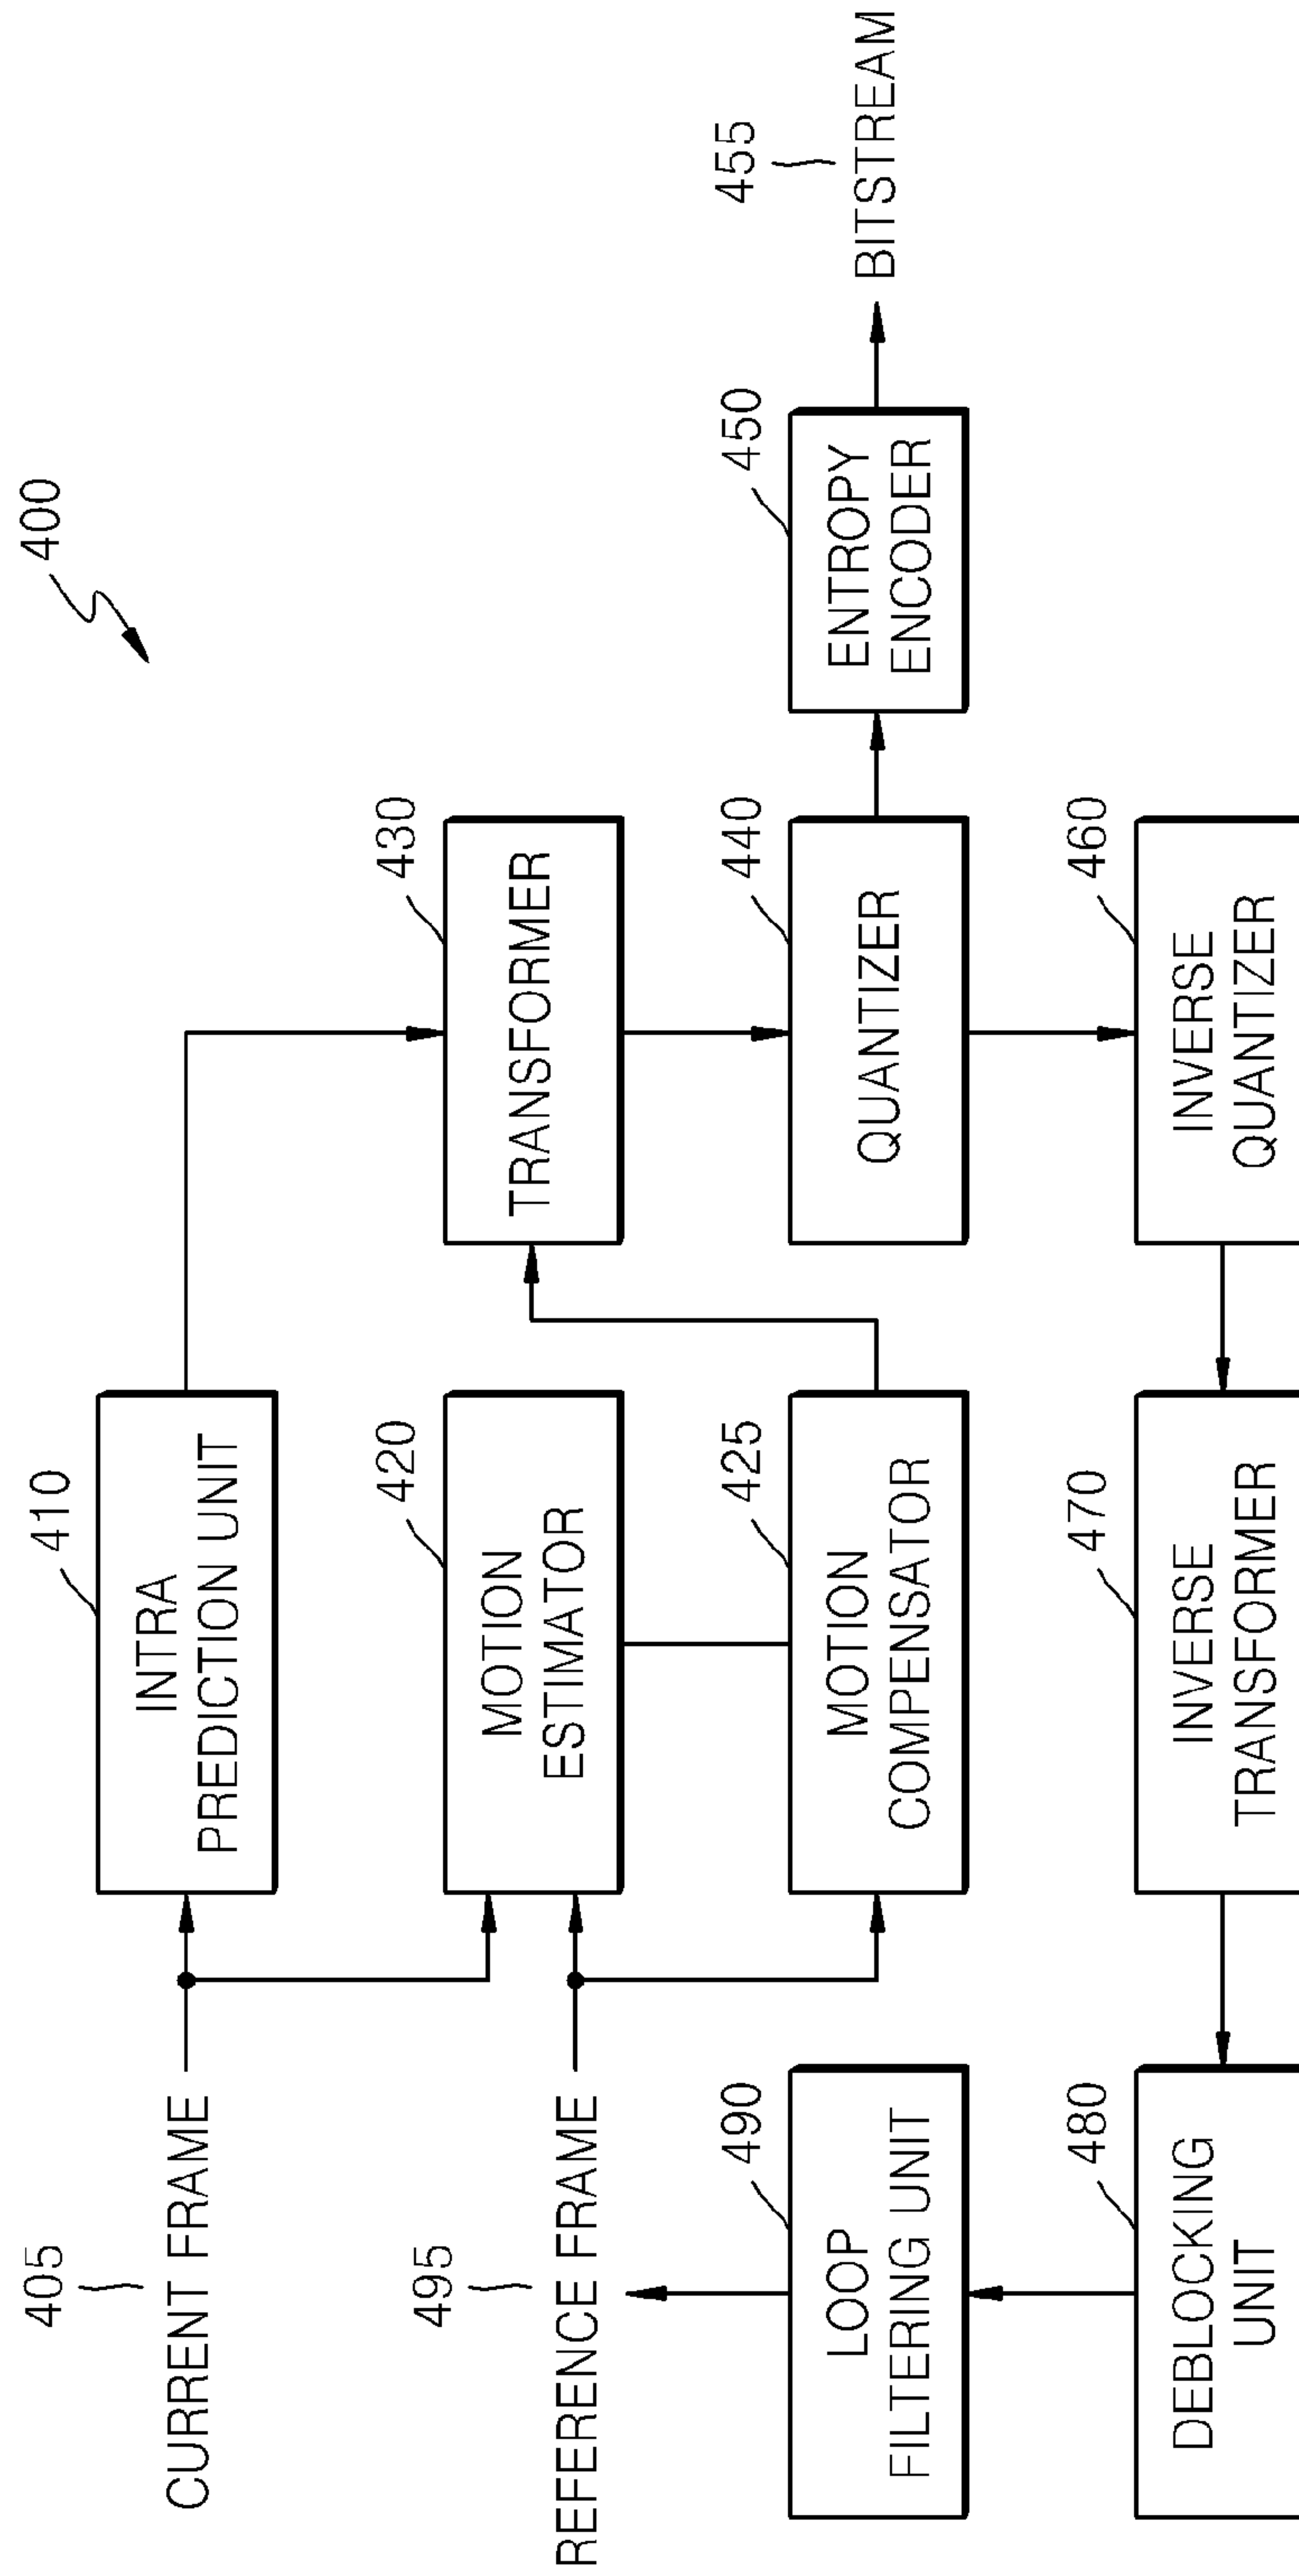 400
405
CURRENT FRAME
410
INTRA
PREDICTION UNIT
495
REFERENCE FRAME
420
MOTION
ESTIMATOR
430
TRANSFORMER
490
LOOP
FILTERING UNIT
425
MOTION
COMPENSATOR
440
QUANTIZER
450
ENTROPY
ENCODER
455
BITSTREAM
480
DEBLOCKING
UNIT
470
INVERSE
TRANSFORMER
460
INVERSE
QUANTIZER